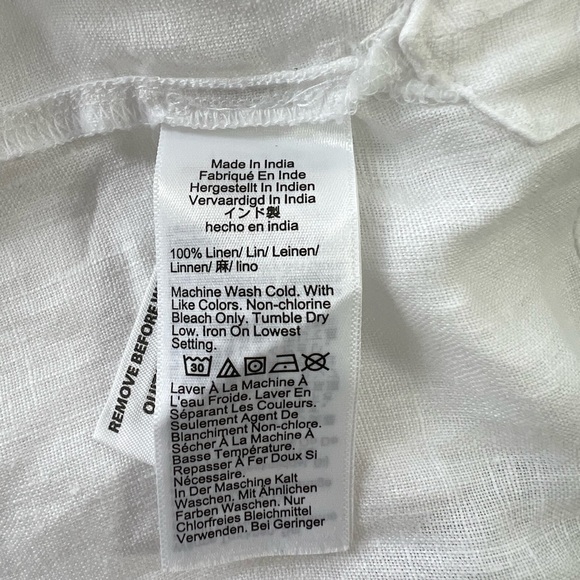 Made In India
Fabriqué En Inde
Hergestellt In Indien
Vervaardigd In India
インド製
hecho en india
100% Linen/ Lin/ Leinen/
Linnen/ 麻/ lino
Machine Wash Cold. With
Like Colors. Non-chlorine
Bleach Only. Tumble Dry
Low. Iron On Lowest
Setting.
30
Laver À La Machine À
L'eau Froide. Laver En
Séparant Les Couleurs.
Seulement Agent De
Blanchiment Non-chlore.
Sécher À La Machine À
Basse Température.
Repasser À Fer Doux Si
Nécessaire.
In Der Maschine Kalt
Waschen. Mit Ähnlichen
Farben Waschen. Nur
Chlorfreies Bleichmittel
Verwenden. Bei Geringer
REMOVE BEFORE